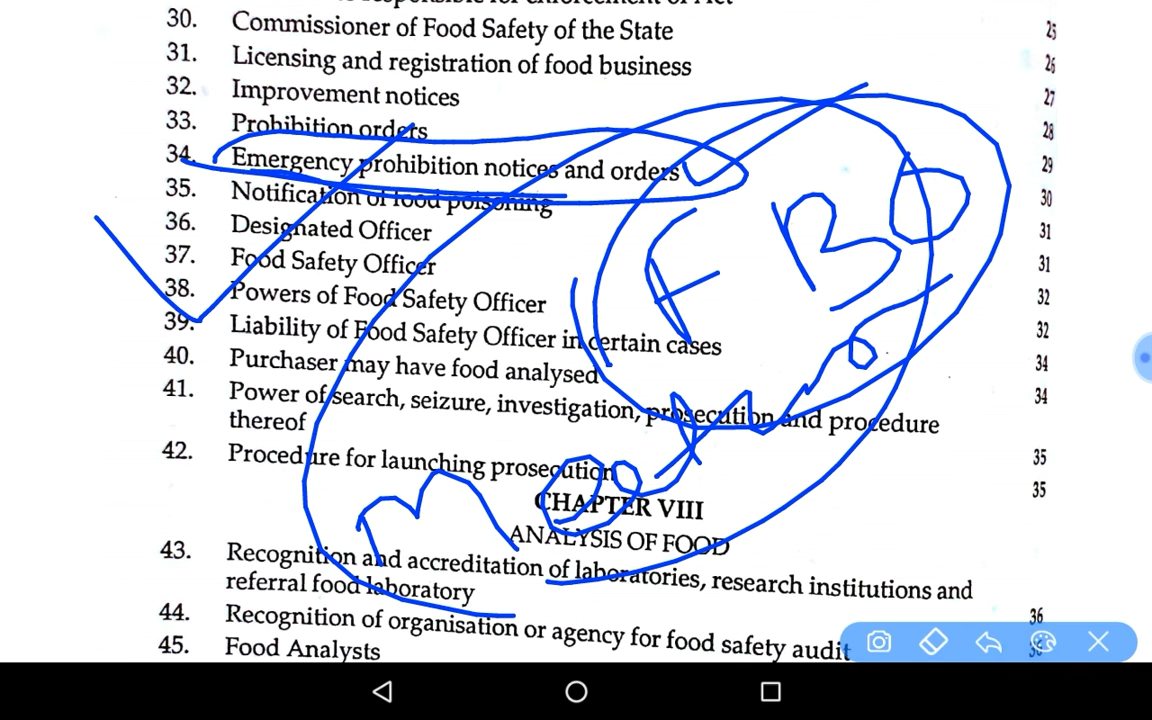 30. Commissioner of Food Safety of the State 25
31. Licensing and registration of food business 26
32. Improvement notices 27
33. Prohibition orders 28
34. Emergency prohibition notices and orders 29
35. Notification of food poisoning 30
36. Designated Officer 31
37. Food Safety Officer 31
38. Powers of Food Safety Officer 32
39. Liability of Food Safety Officer in certain cases 32
40. Purchaser may have food analysed 34
41. Power of search, seizure, investigation, prosecution and procedure 34
thereof
42. Procedure for launching prosecution 35
CHAPTER VIII 35
ANALYSIS OF FOOD
43. Recognition and accreditation of laboratories, research institutions and
referral food laboratory 36
44. Recognition of organisation or agency for food safety audit
45. Food Analysts
FBO